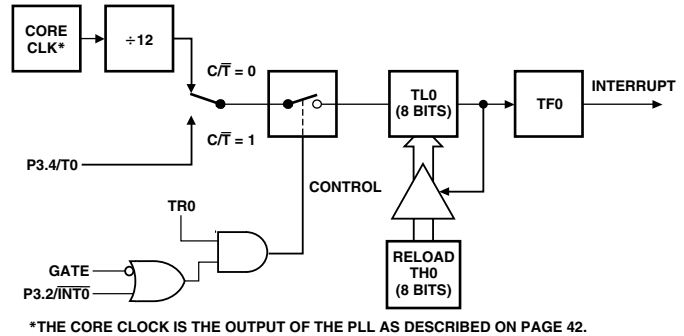 CORE
CLK*
÷12
C/T̅ = 0
C/T̅ = 1
P3.4/T0
TL0
(8 BITS)
TF0
INTERRUPT
CONTROL
TR0
GATE
P3.2/I̅N̅T̅0̅
RELOAD
TH0
(8 BITS)
*THE CORE CLOCK IS THE OUTPUT OF THE PLL AS DESCRIBED ON PAGE 42.